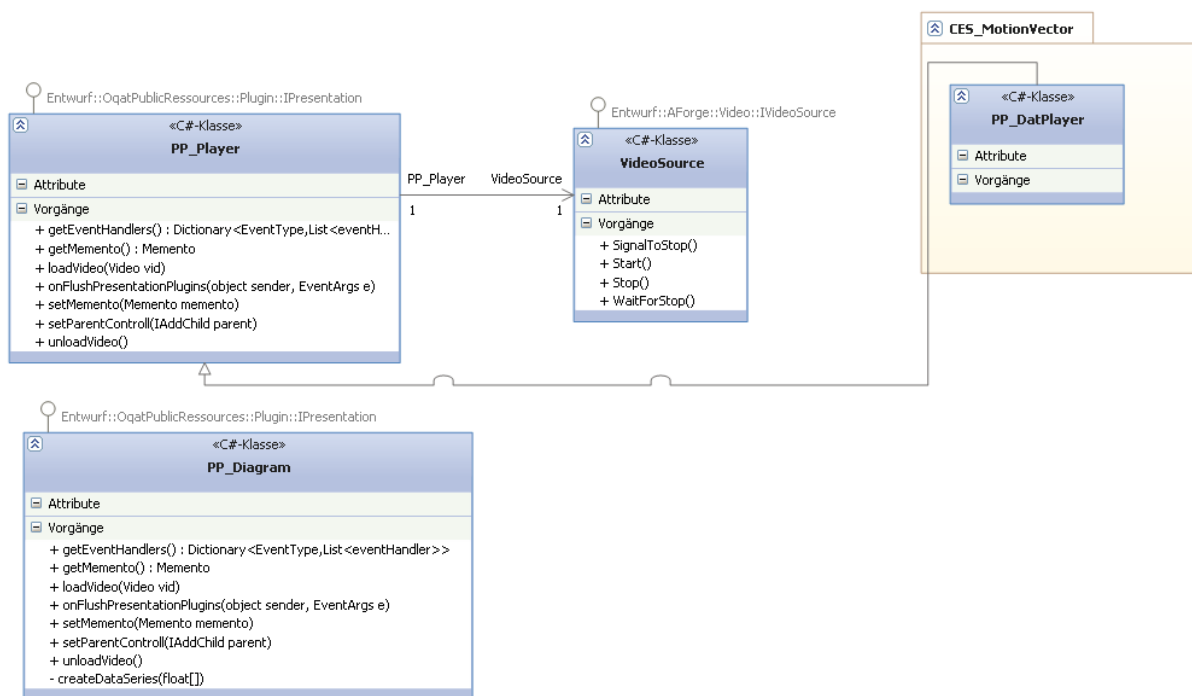 CES_MotionVector
«C#-Klasse»
PP_DatPlayer
Attribute
Vorgänge
Entwurf::OqatPublicRessources::Plugin::IPresentation
«C#-Klasse»
PP_Player
Attribute
Vorgänge
+ getEventHandlers() : Dictionary<EventType,List<eventH...
+ getMemento() : Memento
+ loadVideo(Video vid)
+ onFlushPresentationPlugins(object sender, EventArgs e)
+ setMemento(Memento memento)
+ setParentControll(IAddChild parent)
+ unloadVideo()
PP_Player VideoSource
1 1
Entwurf::AForge::Video::IVideoSource
«C#-Klasse»
VideoSource
Attribute
Vorgänge
+ SignalToStop()
+ Start()
+ Stop()
+ WaitForStop()
Entwurf::OqatPublicRessources::Plugin::IPresentation
«C#-Klasse»
PP_Diagram
Attribute
Vorgänge
+ getEventHandlers() : Dictionary<EventType,List<eventHandler>>
+ getMemento() : Memento
+ loadVideo(Video vid)
+ onFlushPresentationPlugins(object sender, EventArgs e)
+ setMemento(Memento memento)
+ setParentControll(IAddChild parent)
+ unloadVideo()
- createDataSeries(float[])